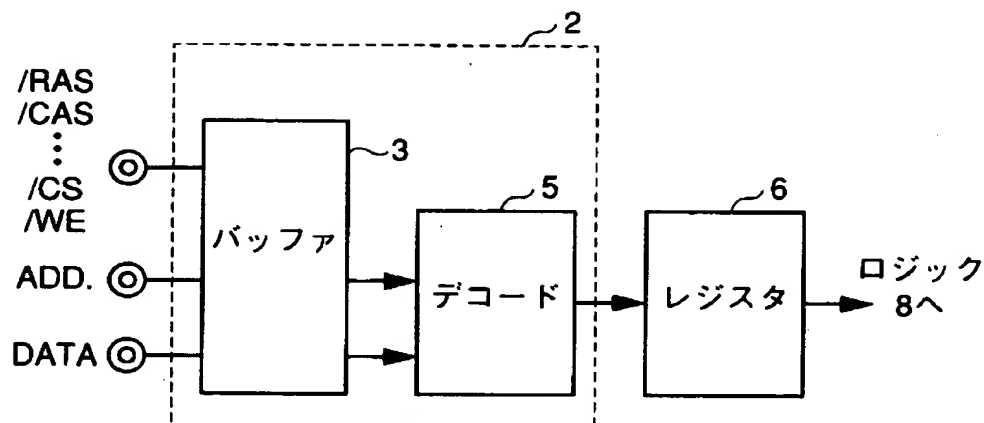 2
/RAS
/CAS
/CS
/WE
3
バッファ
5
デコード
6
レジスタ
ロジック
8へ
ADD.
DATA